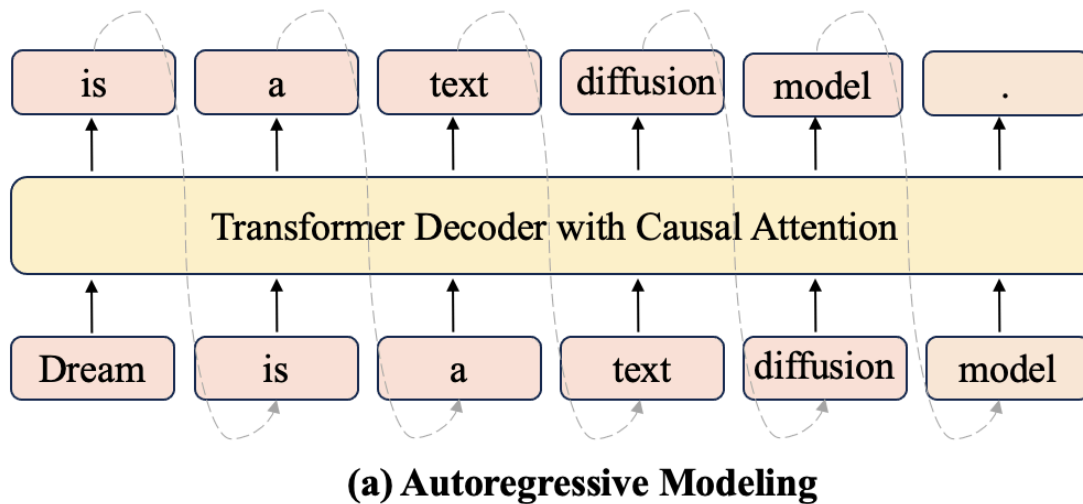 is a text diffusion model .
Transformer Decoder with Causal Attention
Dream is a text diffusion model
(a) Autoregressive Modeling